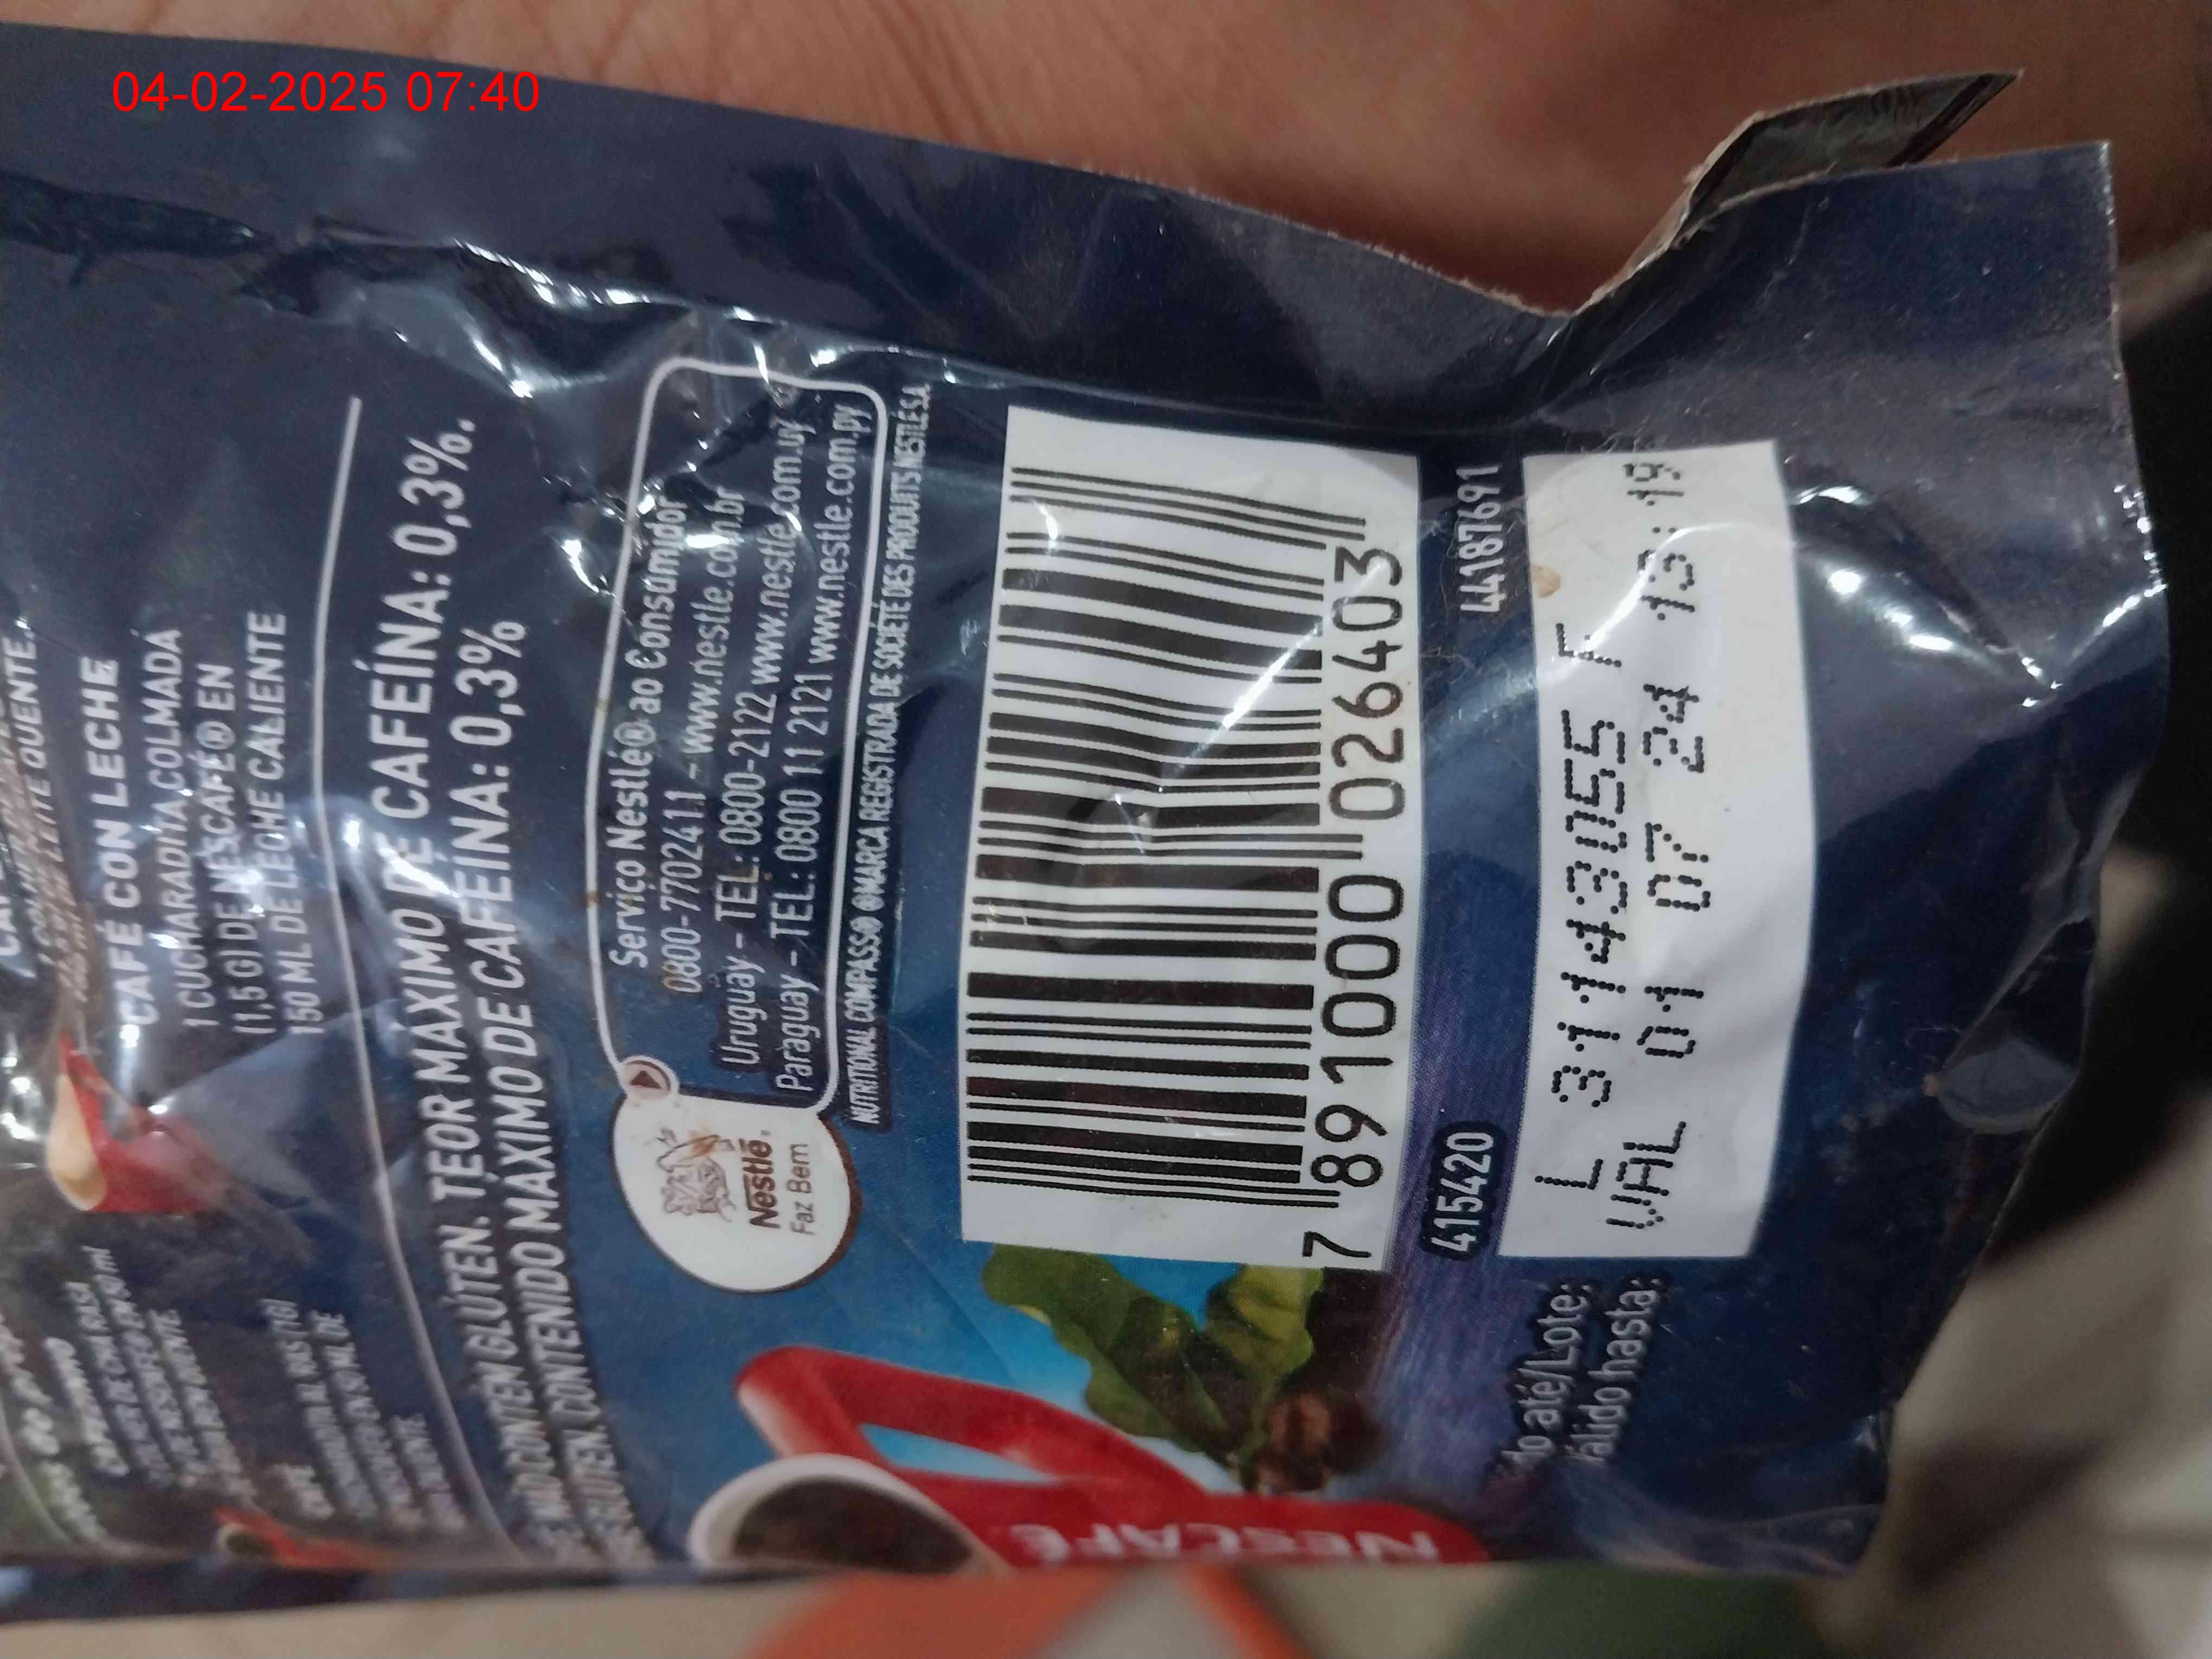 04-02-2025 07:40
LEITE QUENTE.
CAFÉ CON LECHE
1 CUCHARADITA COLMADA
(1,5 G) DE NESCAFÉ® EN
150 ML DE LECHE CALIENTE
CAFÉ
NÃO CONTÉM GLÚTEN. TEOR MÁXIMO DE CAFEÍNA: 0,3%.
CONTENIDO MÁXIMO DE CAFEÍNA: 0,3%
Nestlé®
Faz Bem
Serviço Nestlé® ao Consumidor
0800-7702411 - www.nestle.com.br
Uruguay - TEL: 0800-2122 www.nestle.com.uy
Paraguay - TEL: 0800 11 2121 www.nestle.com.py
NUTRITIONAL COMPASS® ®MARCA REGISTRADA DE SOCIÉTÉ DES PRODUITS NESTLÉ S.A.
7 891000 026403
NESCAFÉ
415420
44187691
até/Lote:
hasta:
L 31143055 F
VAL 01 07 24 13:19